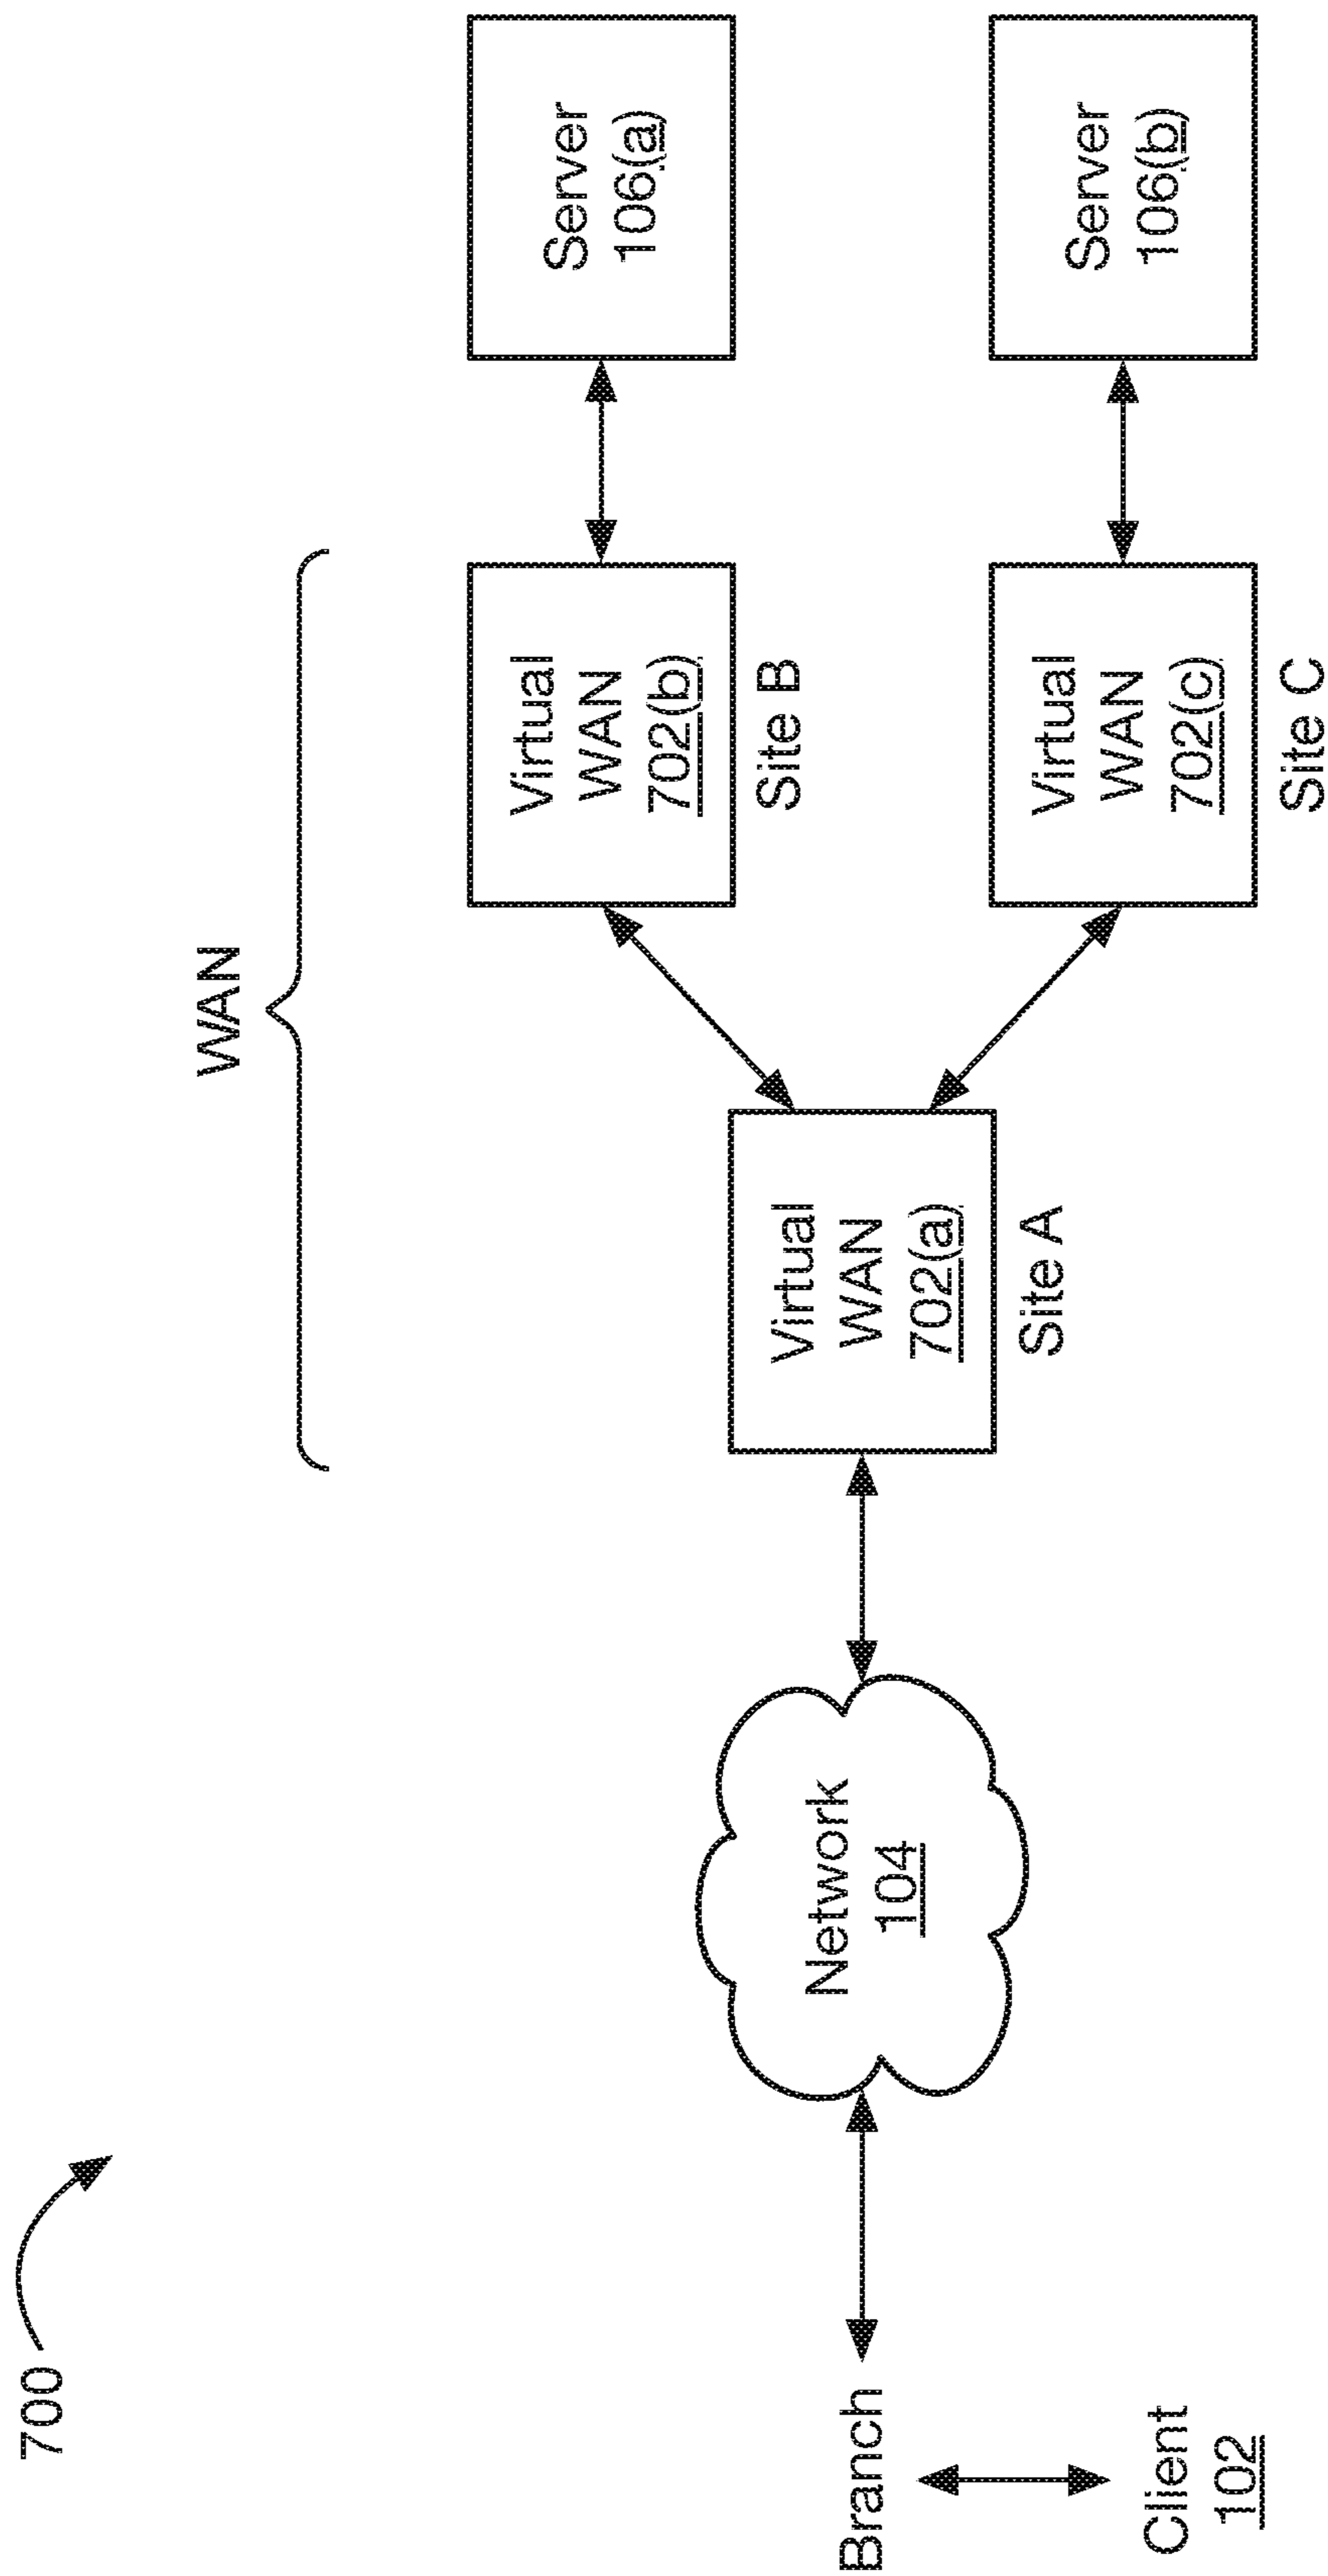 700
WAN
Branch
Client
102
Network
104
Virtual
WAN
702(a)
Site A
Virtual
WAN
702(b)
Site B
Server
106(a)
Virtual
WAN
702(c)
Site C
Server
106(b)